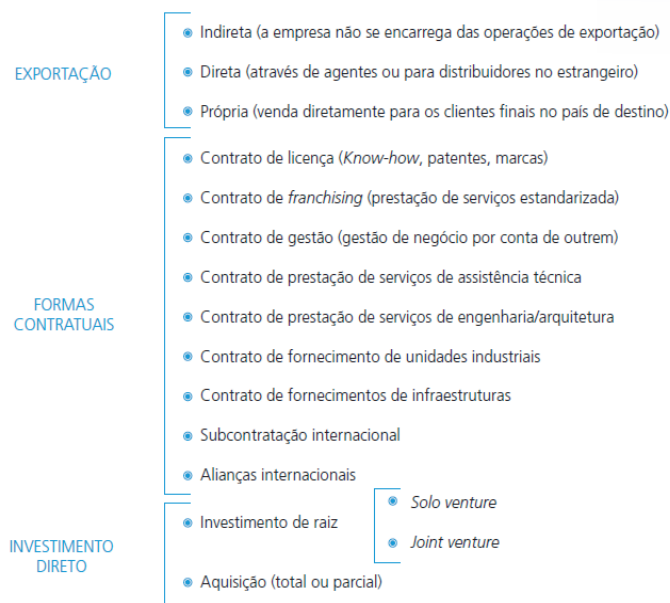 EXPORTAÇÃO
Indireta (a empresa não se encarrega das operações de exportação)
Direta (através de agentes ou para distribuidores no estrangeiro)
Própria (venda diretamente para os clientes finais no país de destino)
FORMAS
CONTRATUAIS
Contrato de licença (Know-how, patentes, marcas)
Contrato de franchising (prestação de serviços estandarizada)
Contrato de gestão (gestão de negócio por conta de outrem)
Contrato de prestação de serviços de assistência técnica
Contrato de prestação de serviços de engenharia/arquitetura
Contrato de fornecimento de unidades industriais
Contrato de fornecimentos de infraestruturas
Subcontratação internacional
Alianças internacionais
INVESTIMENTO
DIRETO
Investimento de raiz
Solo venture
Joint venture
Aquisição (total ou parcial)